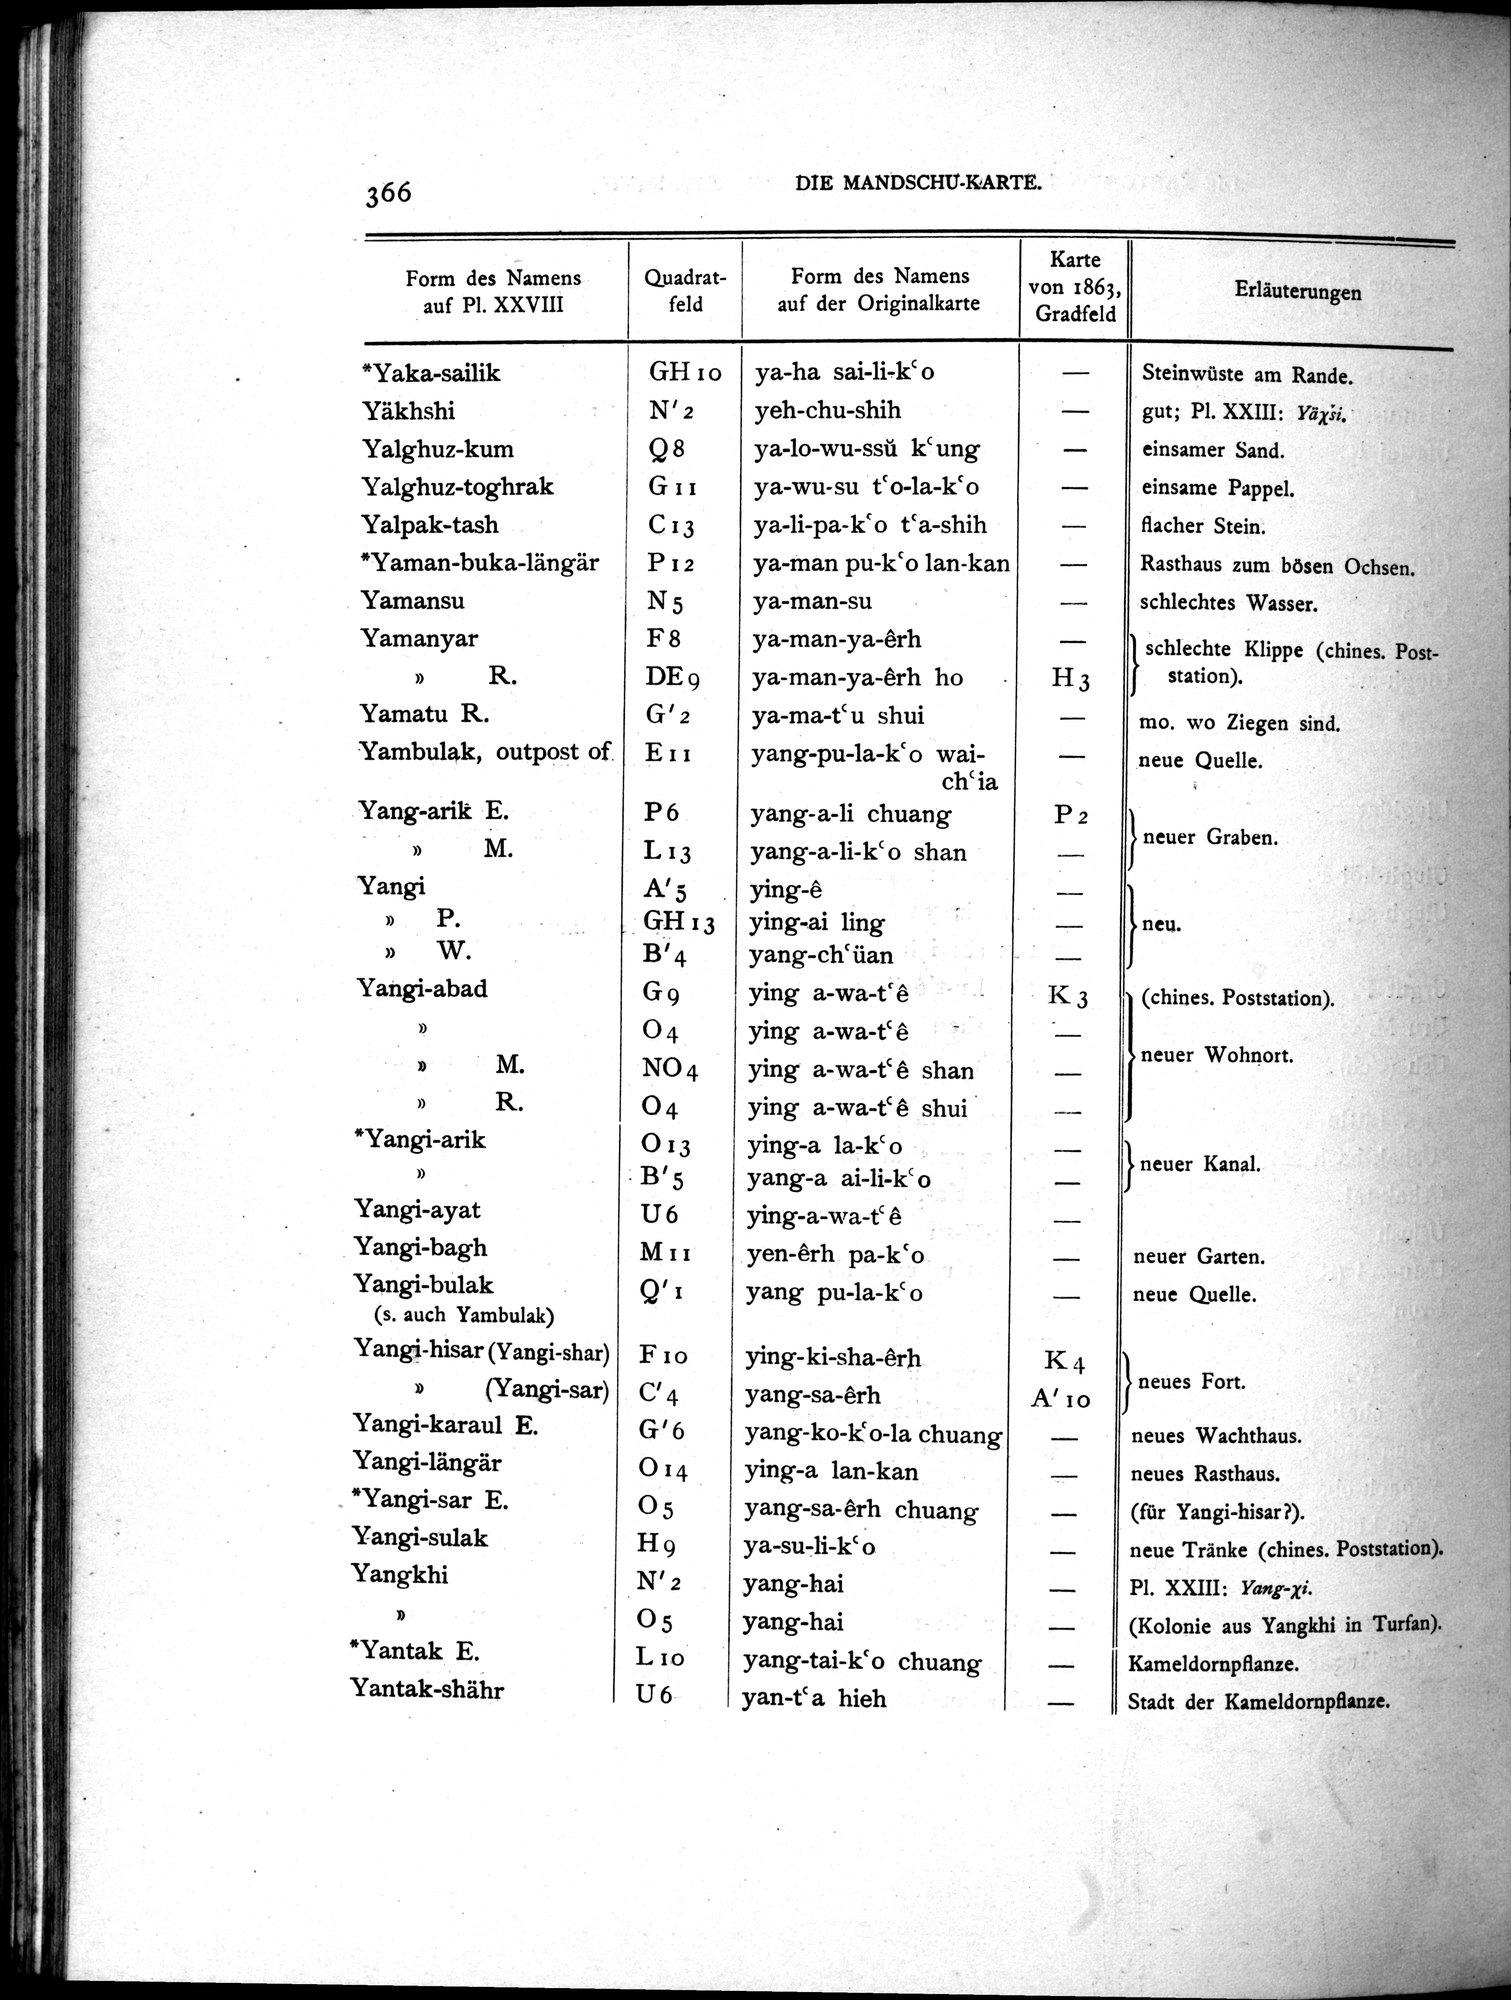 366
DIE MANDSCHU-KARTE.
Form des Namens auf Pl. XXVIII | Quadratfeld | Form des Namens auf der Originalkarte | Karte von 1863, Gradfeld | Erläuterungen
*Yaka-sailik GH 10 ya-ha sai-li-kʿo — Steinwüste am Rande.
Yäkhshi N′ 2 yeh-chu-shih — gut; Pl. XXIII: Yäχši.
Yalghuz-kum Q 8 ya-lo-wu-ssŭ kʿung — einsamer Sand.
Yalghuz-toghrak G 11 ya-wu-su tʿo-la-kʿo — einsame Pappel.
Yalpak-tash C 13 ya-li-pa-kʿo tʿa-shih — flacher Stein.
*Yaman-buka-längär P 12 ya-man pu-kʿo lan-kan — Rasthaus zum bösen Ochsen.
Yamansu N 5 ya-man-su — schlechtes Wasser.
Yamanyar F 8 ya-man-ya-êrh — schlechte Klippe (chines. Post-
» R. DE 9 ya-man-ya-êrh ho H 3 station).
Yamatu R. G′ 2 ya-ma-tʿu shui — mo. wo Ziegen sind.
Yambulak, outpost of E 11 yang-pu-la-kʿo wai- — neue Quelle.
chʿia
Yang-arik E. P 6 yang-a-li chuang P 2 neuer Graben.
» M. L 13 yang-a-li-kʿo shan —
Yangi A′ 5 ying-ê —
» P. GH 13 ying-ai ling — neu.
» W. B′ 4 yang-chʿüan —
Yangi-abad G 9 ying a-wa-tʿê K 3 (chines. Poststation).
» O 4 ying a-wa-tʿê — neuer Wohnort.
» M. NO 4 ying a-wa-tʿê shan —
» R. O 4 ying a-wa-tʿê shui —
*Yangi-arik O 13 ying-a la-kʿo — neuer Kanal.
» B′ 5 yang-a ai-li-kʿo —
Yangi-ayat U 6 ying-a-wa-tʿê —
Yangi-bagh M 11 yen-êrh pa-kʿo — neuer Garten.
Yangi-bulak Q′ 1 yang pu-la-kʿo — neue Quelle.
(s. auch Yambulak)
Yangi-hisar (Yangi-shar) F 10 ying-ki-sha-êrh K 4 neues Fort.
» (Yangi-sar) C′ 4 yang-sa-êrh A′ 10
Yangi-karaul E. G′ 6 yang-ko-kʿo-la chuang — neues Wachthaus.
Yangi-längär O 14 ying-a lan-kan — neues Rasthaus.
*Yangi-sar E. O 5 yang-sa-êrh chuang — (für Yangi-hisar?).
Yangi-sulak H 9 ya-su-li-kʿo — neue Tränke (chines. Poststation).
Yangkhi N′ 2 yang-hai — Pl. XXIII: Yang-χi.
» O 5 yang-hai — (Kolonie aus Yangkhi in Turfan).
*Yantak E. L 10 yang-tai-kʿo chuang — Kameldornpflanze.
Yantak-shähr U 6 yan-tʿa hieh — Stadt der Kameldornpflanze.